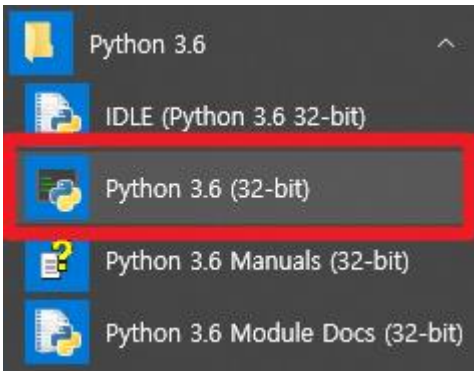 Python 3.6
IDLE (Python 3.6 32-bit)
Python 3.6 (32-bit)
Python 3.6 Manuals (32-bit)
Python 3.6 Module Docs (32-bit)